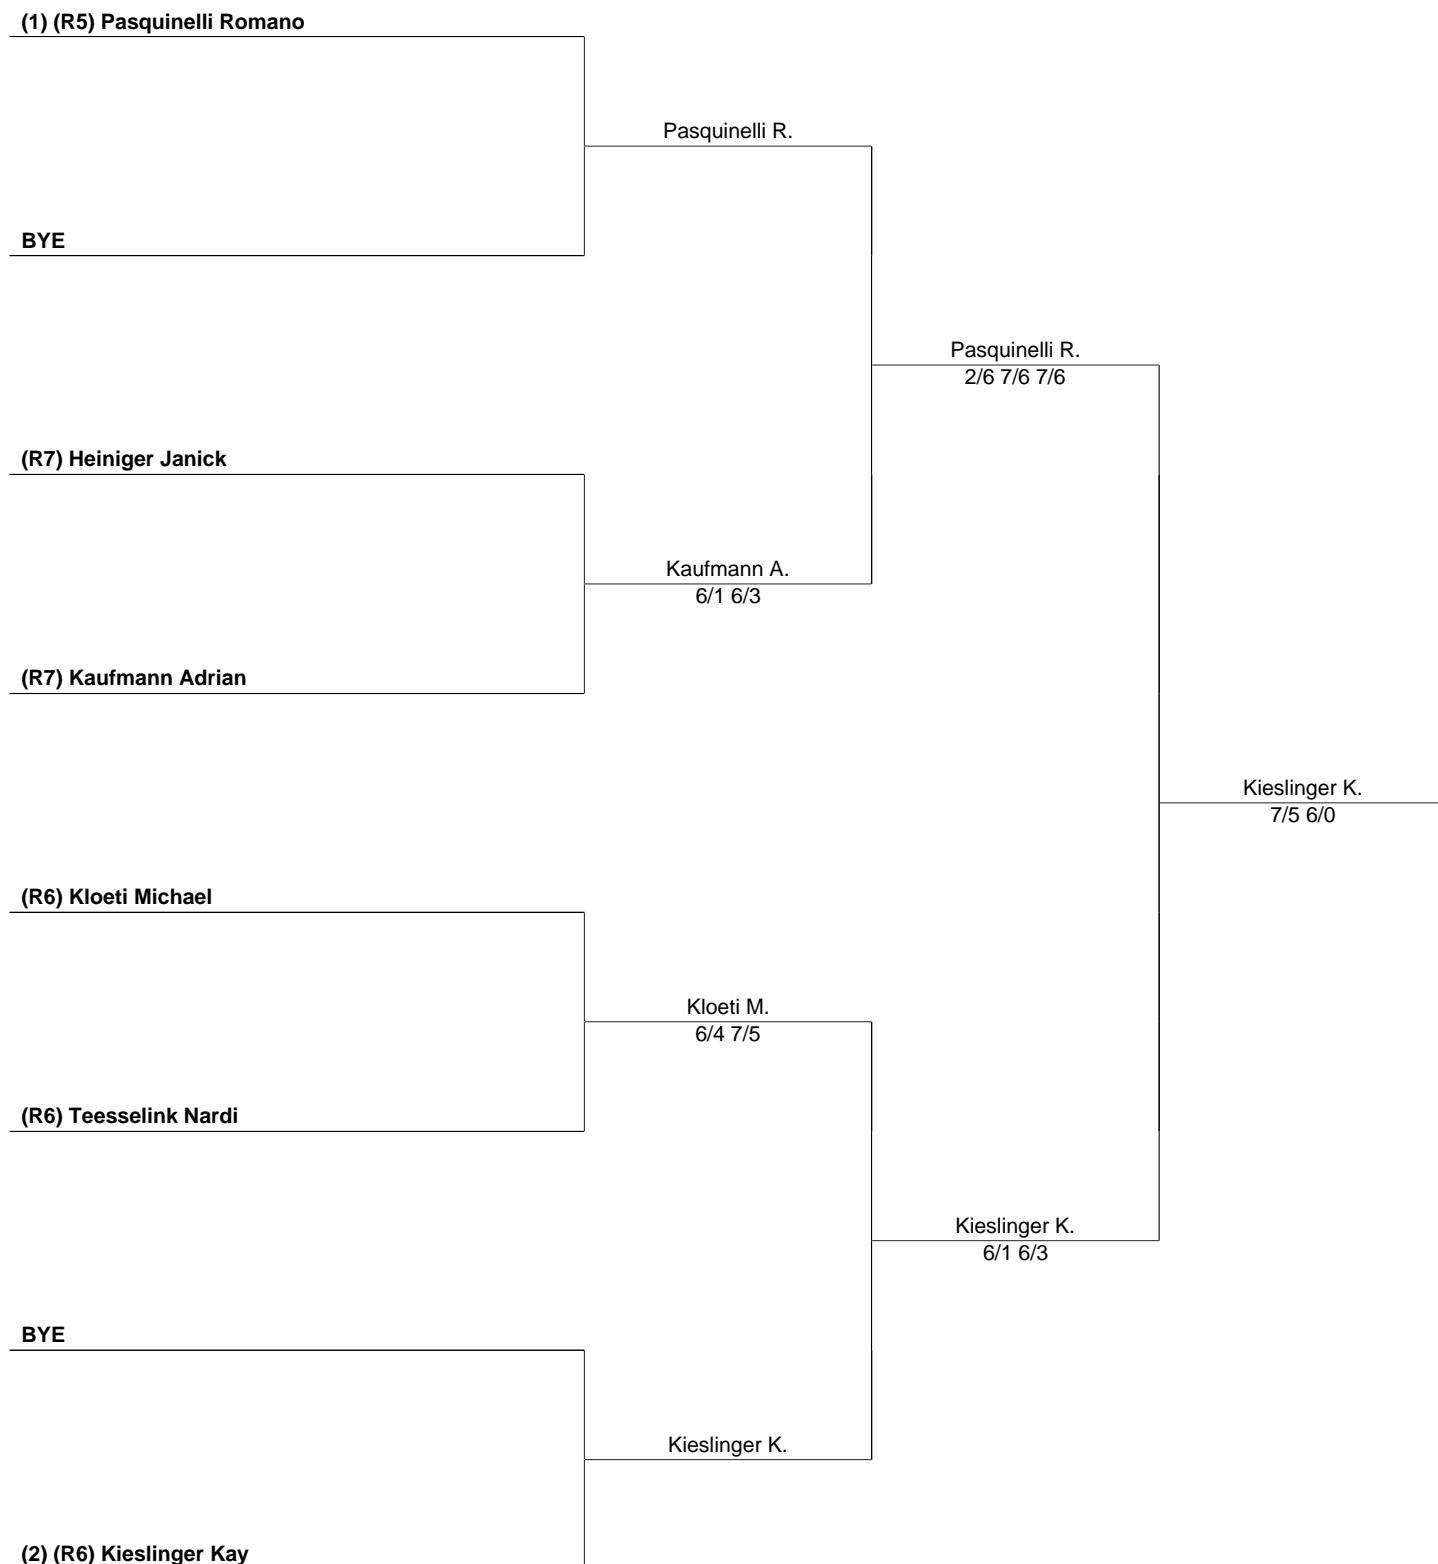 (1) (R5) Pasquinelli Romano
Pasquinelli R.
BYE
Pasquinelli R.
2/6 7/6 7/6
(R7) Heiniger Janick
Kaufmann A.
6/1 6/3
(R7) Kaufmann Adrian
Kieslinger K.
7/5 6/0
(R6) Kloeti Michael
Kloeti M.
6/4 7/5
(R6) Teesselink Nardi
Kieslinger K.
6/1 6/3
BYE
Kieslinger K.
(2) (R6) Kieslinger Kay